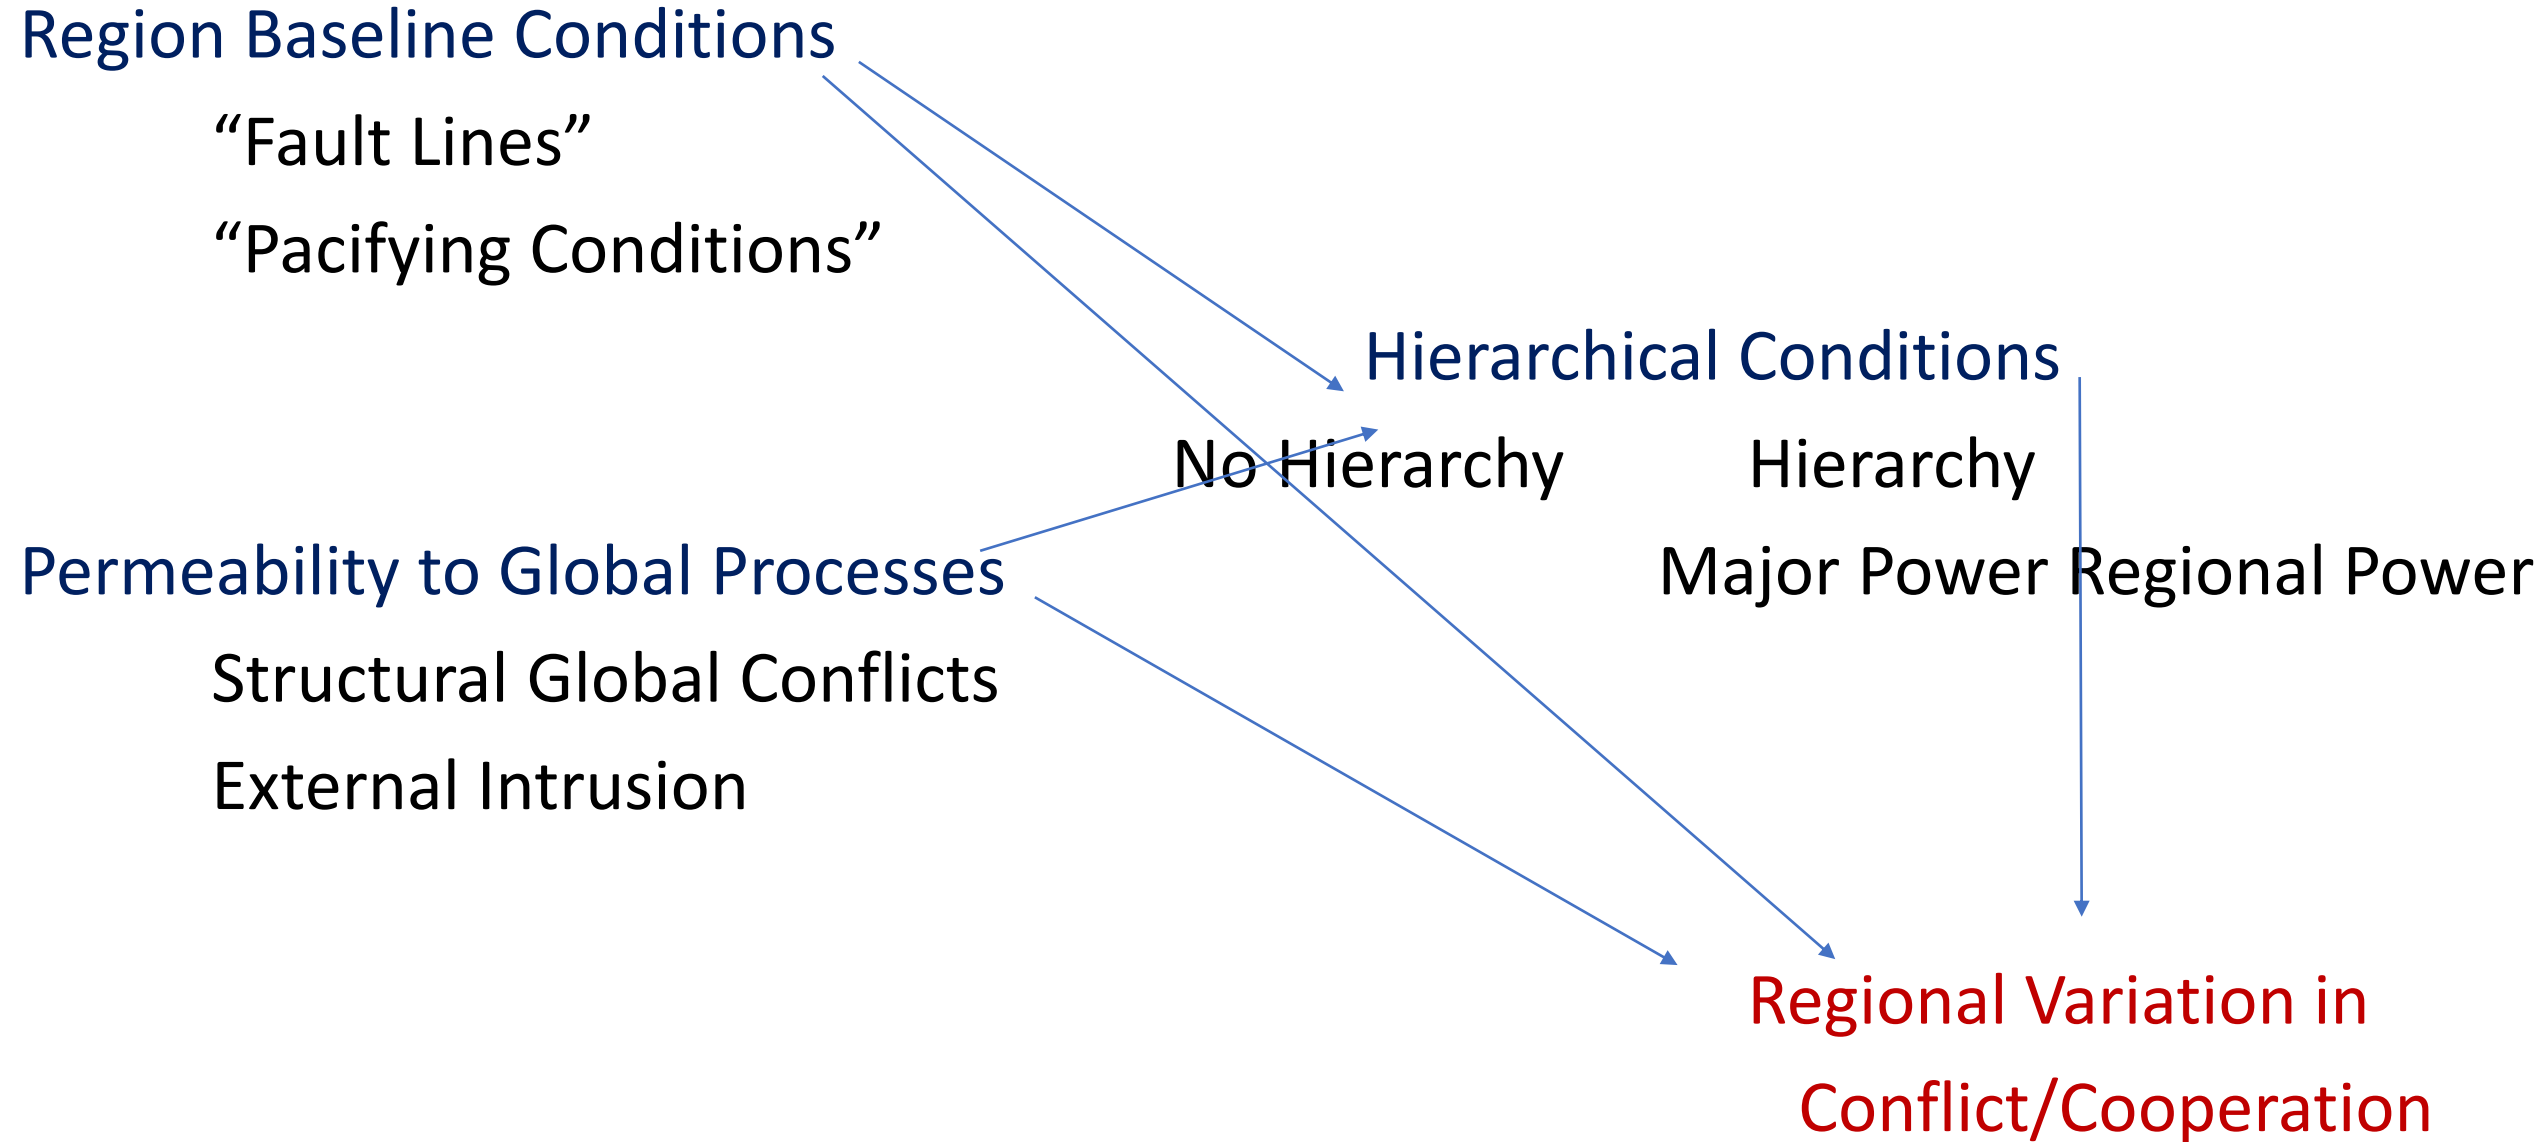 Region Baseline Conditions
“Fault Lines”
“Pacifying Conditions”
Hierarchical Conditions
No Hierarchy Hierarchy
Permeability to Global Processes
Major Power Regional Power
Structural Global Conflicts
External Intrusion
Regional Variation in
Conflict/Cooperation